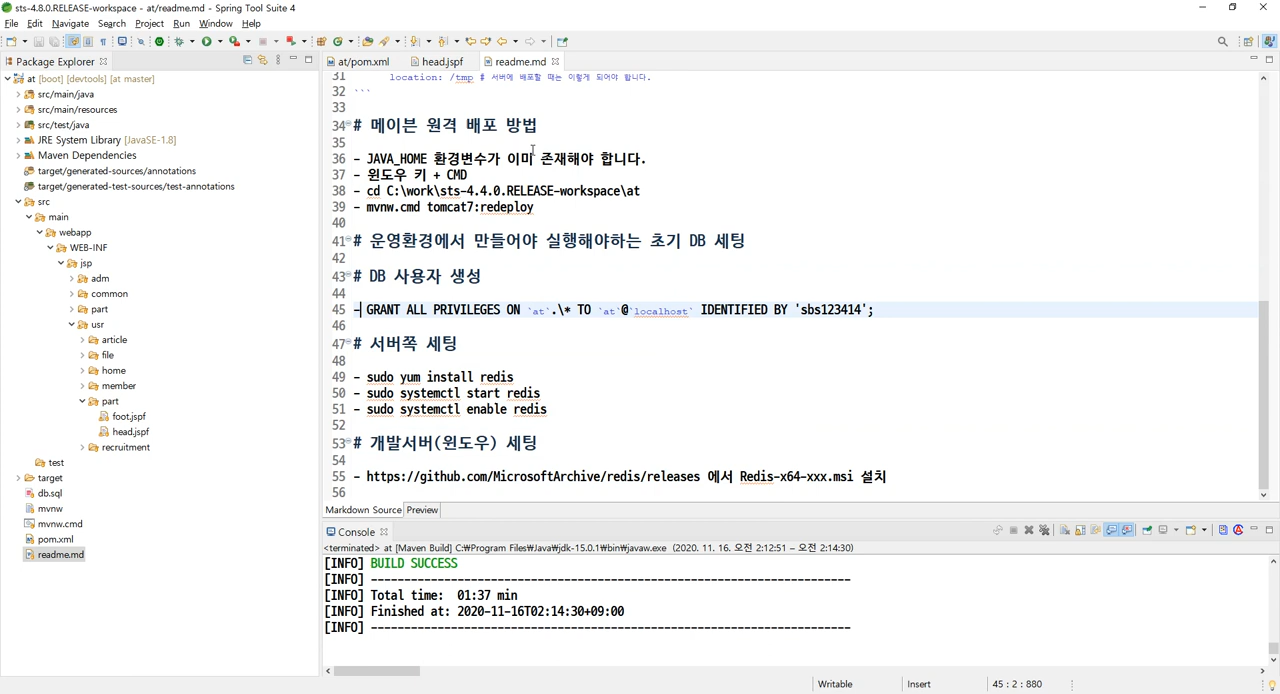 sts-4.8.0.RELEASE-workspace - at/readme.md - Spring Tool Suite 4
File Edit Navigate Search Project Run Window Help
Package Explorer
at/pom.xml head.jspf readme.md
at [boot] [devtools] [at master]
src/main/java
src/main/resources
src/test/java
JRE System Library [JavaSE-1.8]
Maven Dependencies
target/generated-sources/annotations
target/generated-test-sources/test-annotations
src
main
webapp
WEB-INF
jsp
adm
common
part
usr
article
file
home
member
part
foot.jspf
head.jspf
recruitment
test
target
db.sql
mvnw
mvnw.cmd
pom.xml
readme.md
31 location: /tmp # 서버에 배포할 때는 이렇게 되어야 합니다.
32 ```
33
34 # 메이븐 원격 배포 방법
35
36 - JAVA_HOME 환경변수가 이미 존재해야 합니다.
37 - 윈도우 키 + CMD
38 - cd C:\work\sts-4.4.0.RELEASE-workspace\at
39 - mvnw.cmd tomcat7:redeploy
40
41 # 운영환경에서 만들어야 실행해야하는 초기 DB 세팅
42
43 # DB 사용자 생성
44
45 - GRANT ALL PRIVILEGES ON `at`.\* TO `at`@`localhost` IDENTIFIED BY 'sbs123414';
46
47 # 서버쪽 세팅
48
49 - sudo yum install redis
50 - sudo systemctl start redis
51 - sudo systemctl enable redis
52
53 # 개발서버(윈도우) 세팅
54
55 - https://github.com/MicrosoftArchive/redis/releases 에서 Redis-x64-xxx.msi 설치
56
Markdown Source Preview
Console
<terminated> at [Maven Build] C:₩Program Files₩Java₩jdk-15.0.1₩bin₩javaw.exe (2020. 11. 16. 오전 2:12:51 – 오전 2:14:30)
[INFO] BUILD SUCCESS
[INFO] ------------------------------------------------------------------------
[INFO] Total time: 01:37 min
[INFO] Finished at: 2020-11-16T02:14:30+09:00
[INFO] ------------------------------------------------------------------------
Writable Insert 45 : 2 : 880